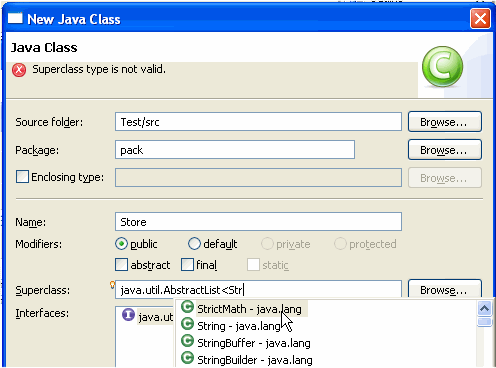 New Java Class
Java Class
Superclass type is not valid.
Source folder: Test/src Browse...
Package: pack Browse...
Enclosing type: Browse...
Name: Store
Modifiers: public default private protected
abstract final static
Superclass: java.util.AbstractList<Str Browse...
Interfaces: java.ut StrictMath - java.lang
String - java.lang
StringBuffer - java.lang
StringBuilder - java.lang